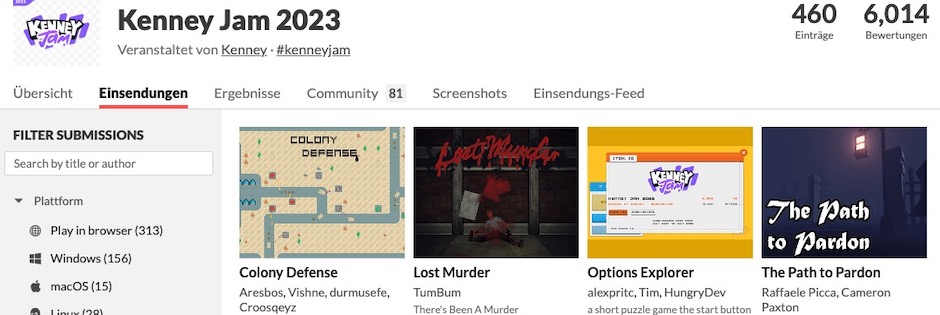 2023
KENNEY
Jam
Kenney Jam 2023
Veranstaltet von Kenney · #kenneyjam
460
Einträge
6,014
Bewertungen
Übersicht
Einsendungen
Ergebnisse
Community 81
Screenshots
Einsendungs-Feed
FILTER SUBMISSIONS
Search by title or author
Plattform
Play in browser (313)
Windows (156)
macOS (15)
Linux (28)
COLONY
DEFENSE
Colony Defense
Aresbos, Vishne, durmusefe,
Croosqeyz
Lost Murder
Lost Murder
TumBum
There's Been A Murder
ITCH.IO
KENNEY
Jam
Options Explorer
alexpritc, Tim, HungryDev
a short puzzle game the start button
The Path
to Pardon
The Path to Pardon
Raffaele Picca, Cameron
Paxton